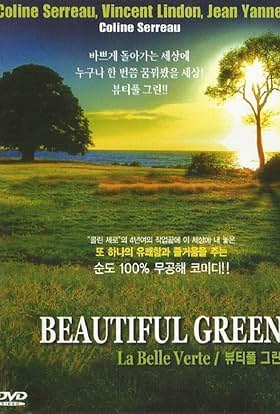 Coline Serreau, Vincent Lindon, Jean Yanne,
Coline Serreau
바쁘게 돌아가는 세상에
누구나 한 번쯤 꿈꿔봤을 세상!
뷰티플 그린!!
"콜린 세로"의 4년여의 작업끝에 이 세상에 내 놓은
또 하나의 유쾌함과 즐거움을 주는
순도 100% 무공해 코미디!!
BEAUTIFUL GREEN
La Belle Verte / 뷰티플 그린
DVD
VIDEO